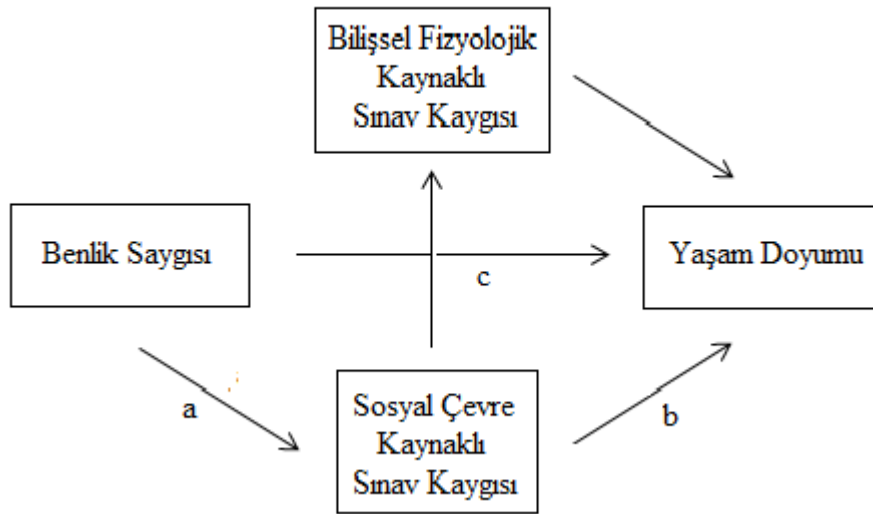 Bilişsel Fizyolojik
Kaynaklı
Sınav Kaygısı
Benlik Saygısı
Yaşam Doyumu
c
a
Sosyal Çevre
Kaynaklı
Sınav Kaygısı
b